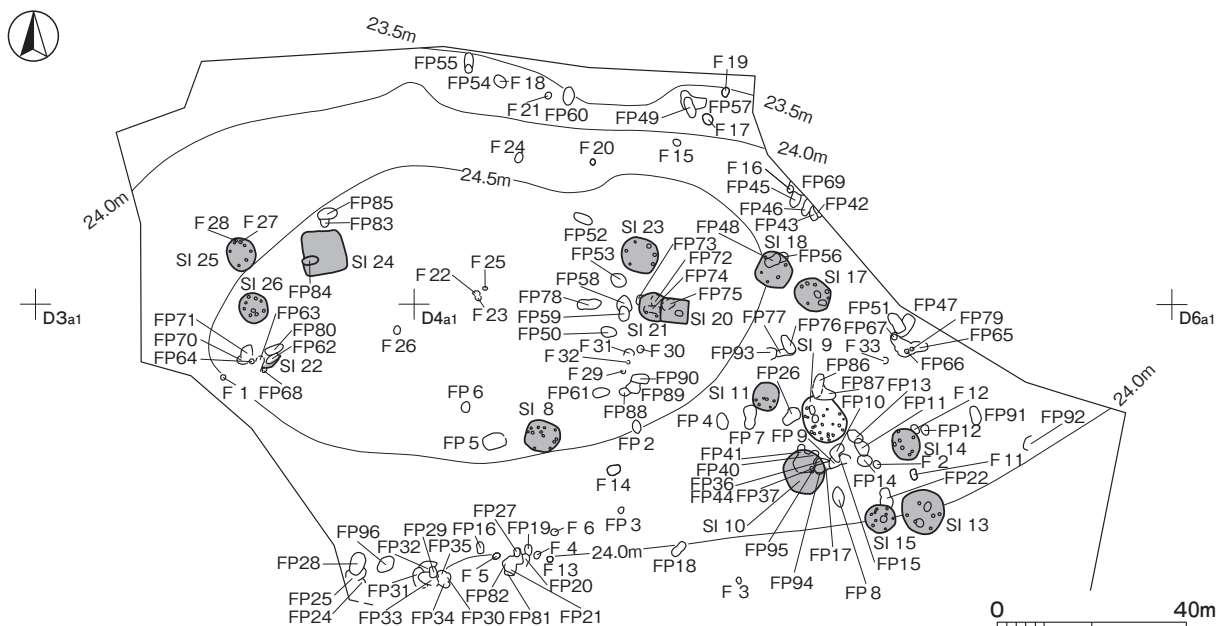 23.5m
F 19
FP55
FP54
F 18
F 21
FP60
FP49
FP57
23.5m
F 17
24.0m
F 24
F 20
F 15
24.5m
F 16
FP69
24.0m
FP45
FP46
FP42
FP43
FP85
F 28
F 27
FP83
FP52
SI 23
FP48
SI 18
FP73
FP53
FP72
FP56
SI 25
SI 24
F 25
FP58
FP74
SI 17
F 22
SI 26
FP84
FP78
FP75
D3a1
FP63
D4a1
F 23
FP59
SI 21
SI 20
FP77
FP51
FP47
D6a1
FP71
FP80
FP50
FP76
FP67
FP79
FP70
FP62
F 26
F 31
F 30
SI 9
F 33
FP65
FP64
SI 22
F 32
FP93
FP86
FP66
F 1
FP68
F 29
FP90
FP26
FP87
FP13
24.0m
SI 11
FP10
FP11
F 12
FP91
FP6
FP61
FP89
FP92
SI 8
FP88
FP 4
FP12
FP 5
FP 2
FP 7
FP 9
SI 14
FP41
FP40
F 2
F 11
FP36
FP14
FP22
F 14
FP44
FP37
FP27
SI 10
SI 13
FP96
FP29
FP16
FP19
F 6
FP 3
SI 15
FP32
FP35
F 4
24.0m
FP95
FP17
FP28
F 5
F 13
FP18
FP15
FP31
FP20
FP94
FP25
FP82
F 3
FP 8
FP24
FP33
FP34
FP30
FP81
FP21
0
40m